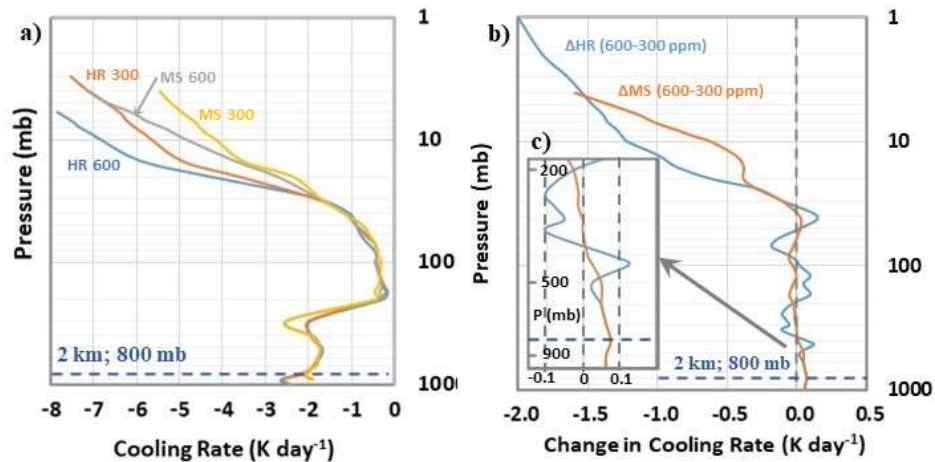 a)
HR 300
MS 600
MS 300
HR 600
2 km; 800 mb
1
10
100
1000
Pressure (mb)
-8 -7 -6 -5 -4 -3 -2 -1 0
Cooling Rate (K day⁻¹)
b)
ΔHR (600-300 ppm)
ΔMS (600-300 ppm)
c)
200
500
P (mb)
900
-0.1 0 0.1
2 km; 800 mb
1
10
100
1000
Pressure (mb)
-2.0 -1.5 -1.0 -0.5 0.0 0.5
Change in Cooling Rate (K day⁻¹)